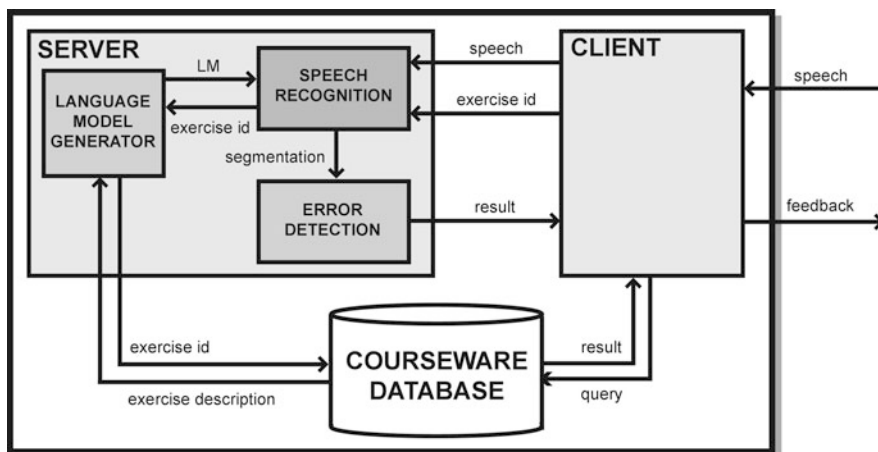 SERVER
CLIENT
LM
SPEECH
RECOGNITION
LANGUAGE
MODEL
GENERATOR
exercise id
segmentation
ERROR
DETECTION
speech
exercise id
result
speech
feedback
exercise id
exercise description
COURSEWARE
DATABASE
result
query